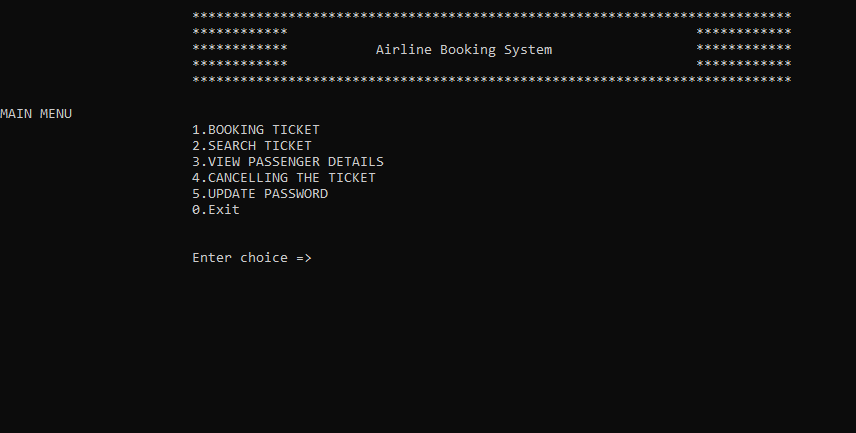 ***************************************************************************
************ ************
************ Airline Booking System ************
************ ************
***************************************************************************
MAIN MENU
1.BOOKING TICKET
2.SEARCH TICKET
3.VIEW PASSENGER DETAILS
4.CANCELLING THE TICKET
5.UPDATE PASSWORD
0.Exit
Enter choice =>